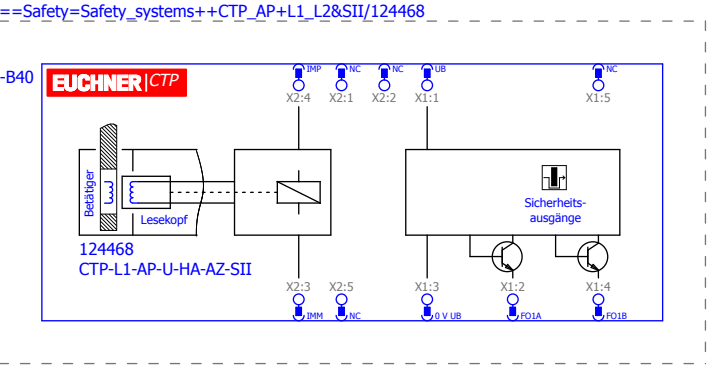 ==Safety=Safety_systems++CTP_AP+L1_L2&SII/124468
-B40
EUCHNER CTP
IMP NC NC UB NC
X2:4 X2:1 X2:2 X1:1 X1:5
Betätiger
Lesekopf
Sicherheits-
ausgänge
124468
CTP-L1-AP-U-HA-AZ-SII
X2:3 X2:5 X1:3 X1:2 X1:4
IMM NC 0 V UB FO1A FO1B